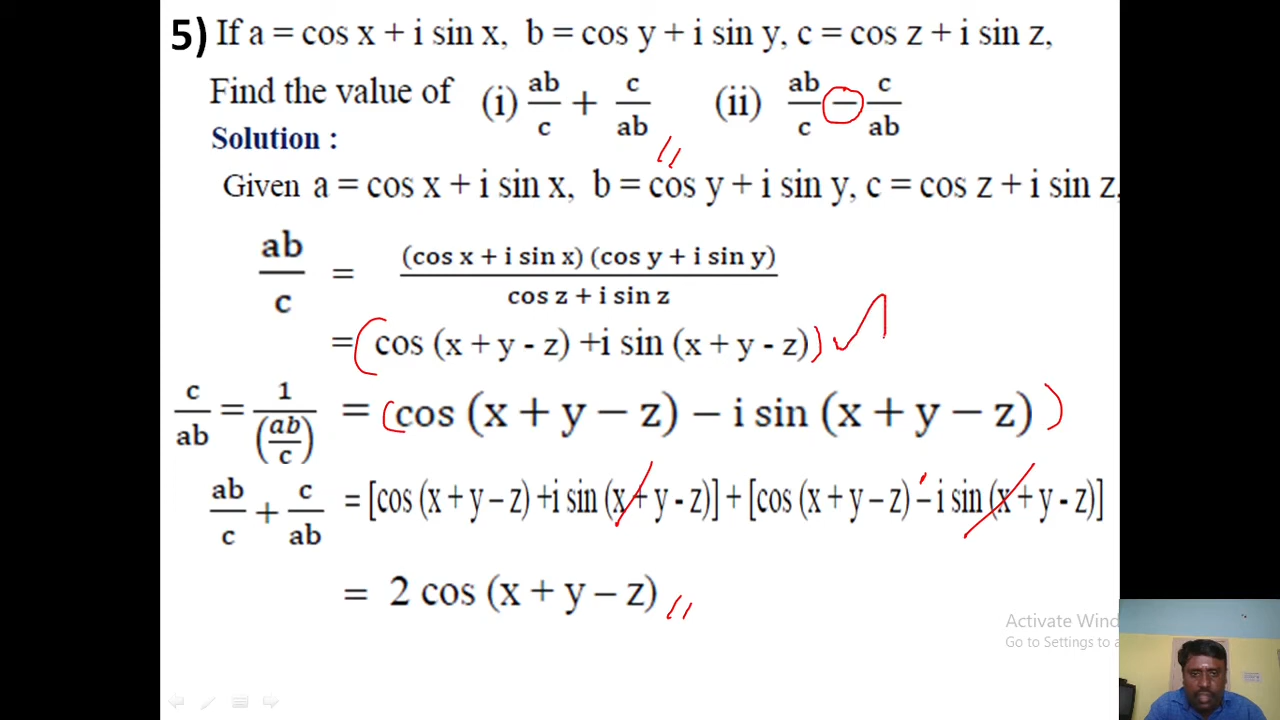 5) If a = cos x + i sin x, b = cos y + i sin y, c = cos z + i sin z,
Find the value of (i) ab/c + c/ab (ii) ab/c − c/ab
Solution :
Given a = cos x + i sin x, b = cos y + i sin y, c = cos z + i sin z,
ab/c = (cos x + i sin x) (cos y + i sin y) / cos z + i sin z
= (cos (x + y - z) +i sin (x + y - z))
c/ab = 1/(ab/c) = (cos (x + y − z) − i sin (x + y − z))
ab/c + c/ab = [cos (x + y − z) +i sin (x + y - z)] + [cos (x + y − z) − i sin (x + y - z)]
= 2 cos (x + y − z)
Activate Wind
Go to Settings to a